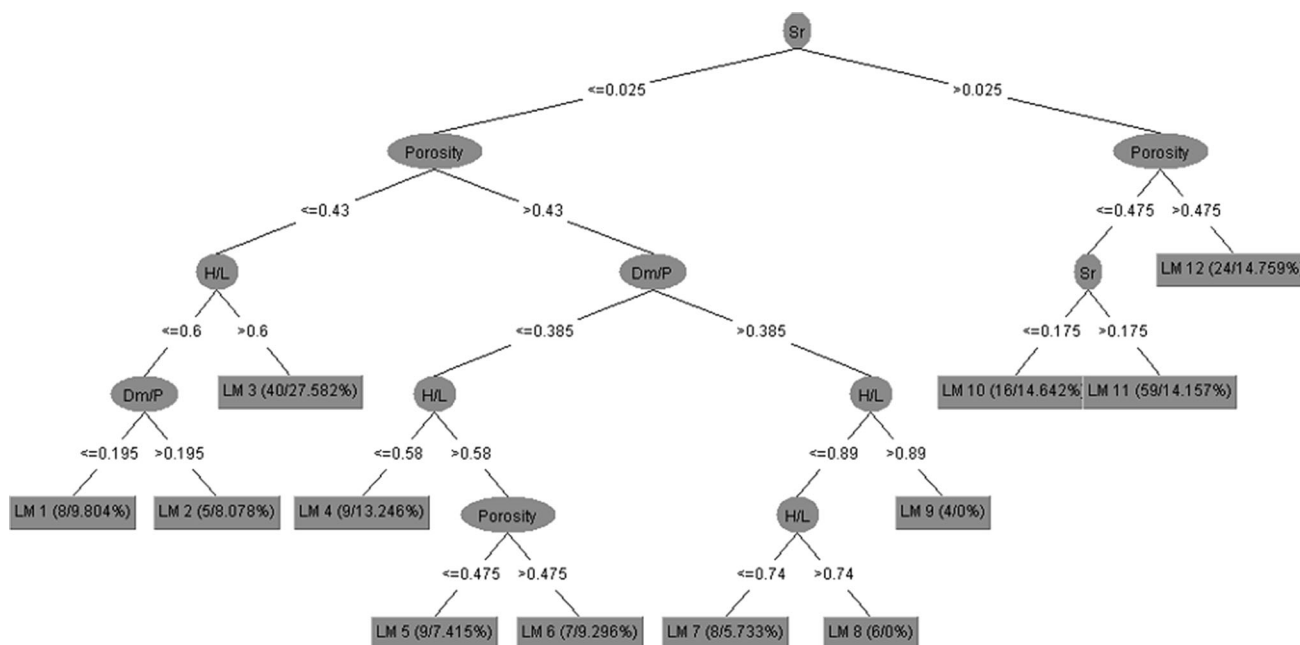 Sr
<=0.025 >0.025
Porosity Porosity
<=0.43 >0.43 <=0.475 >0.475
H/L Dm/P Sr LM 12 (24/14.759%
<=0.6 >0.6 <=0.385 >0.385 <=0.175 >0.175
Dm/P LM 3 (40/27.582%) H/L H/L LM 10 (16/14.642% LM 11 (59/14.157%)
<=0.195 >0.195 <=0.58 >0.58 <=0.89 >0.89
LM 1 (8/9.804%) LM 2 (5/8.078%) LM 4 (9/13.246%) Porosity H/L LM 9 (4/0%)
<=0.475 >0.475 <=0.74 >0.74
LM 5 (9/7.415%) LM 6 (7/9.296%) LM 7 (8/5.733%) LM 8 (6/0%)